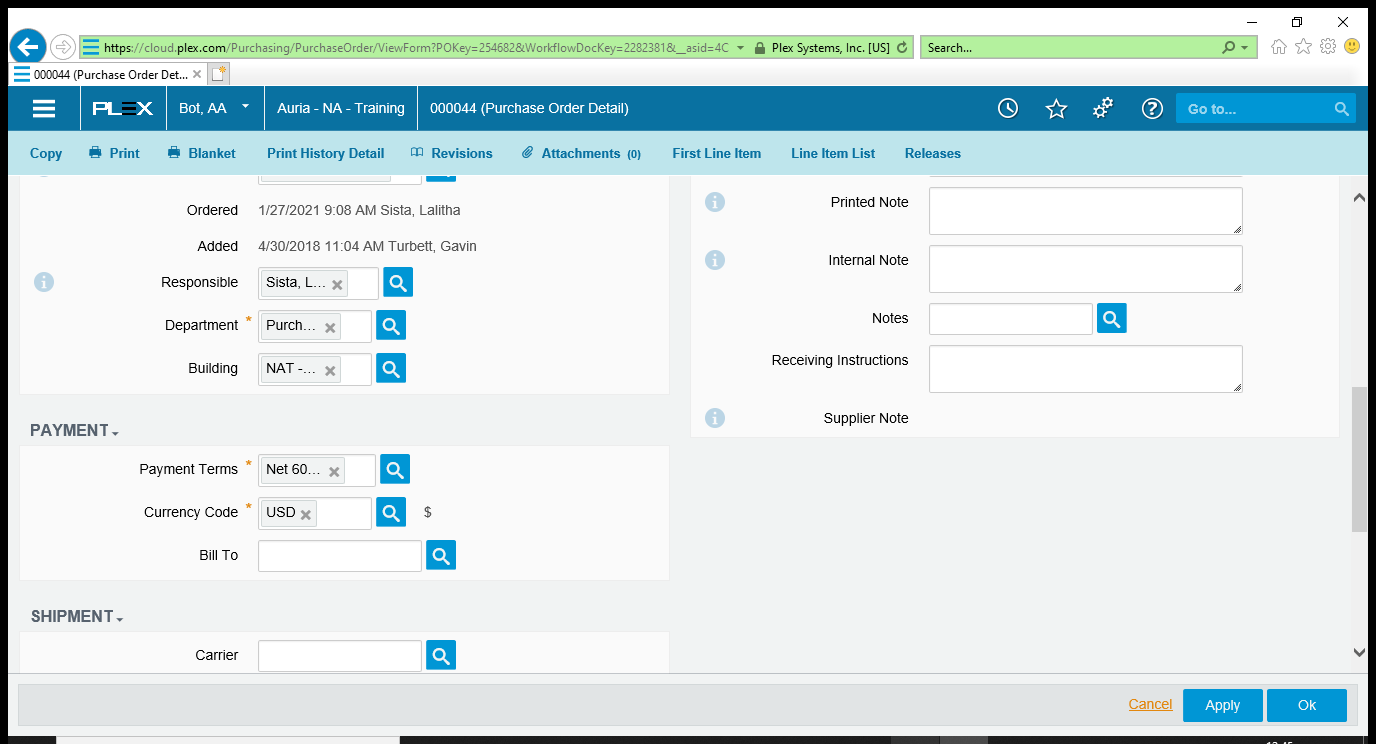 https://cloud.plex.com/Purchasing/PurchaseOrder/ViewForm?POKey=254682&WorkflowDocKey=2282381&__asid=4C Plex Systems, Inc. [US] Search...
000044 (Purchase Order Det...
PLEX Bot, AA Auria - NA - Training 000044 (Purchase Order Detail) Go to...
Copy Print Blanket Print History Detail Revisions Attachments (0) First Line Item Line Item List Releases
Ordered 1/27/2021 9:08 AM Sista, Lalitha
Added 4/30/2018 11:04 AM Turbett, Gavin
Responsible Sista, L...
Department * Purch...
Building NAT -...
PAYMENT
Payment Terms * Net 60...
Currency Code * USD $
Bill To
SHIPMENT
Carrier
Printed Note
Internal Note
Notes
Receiving Instructions
Supplier Note
Cancel Apply Ok